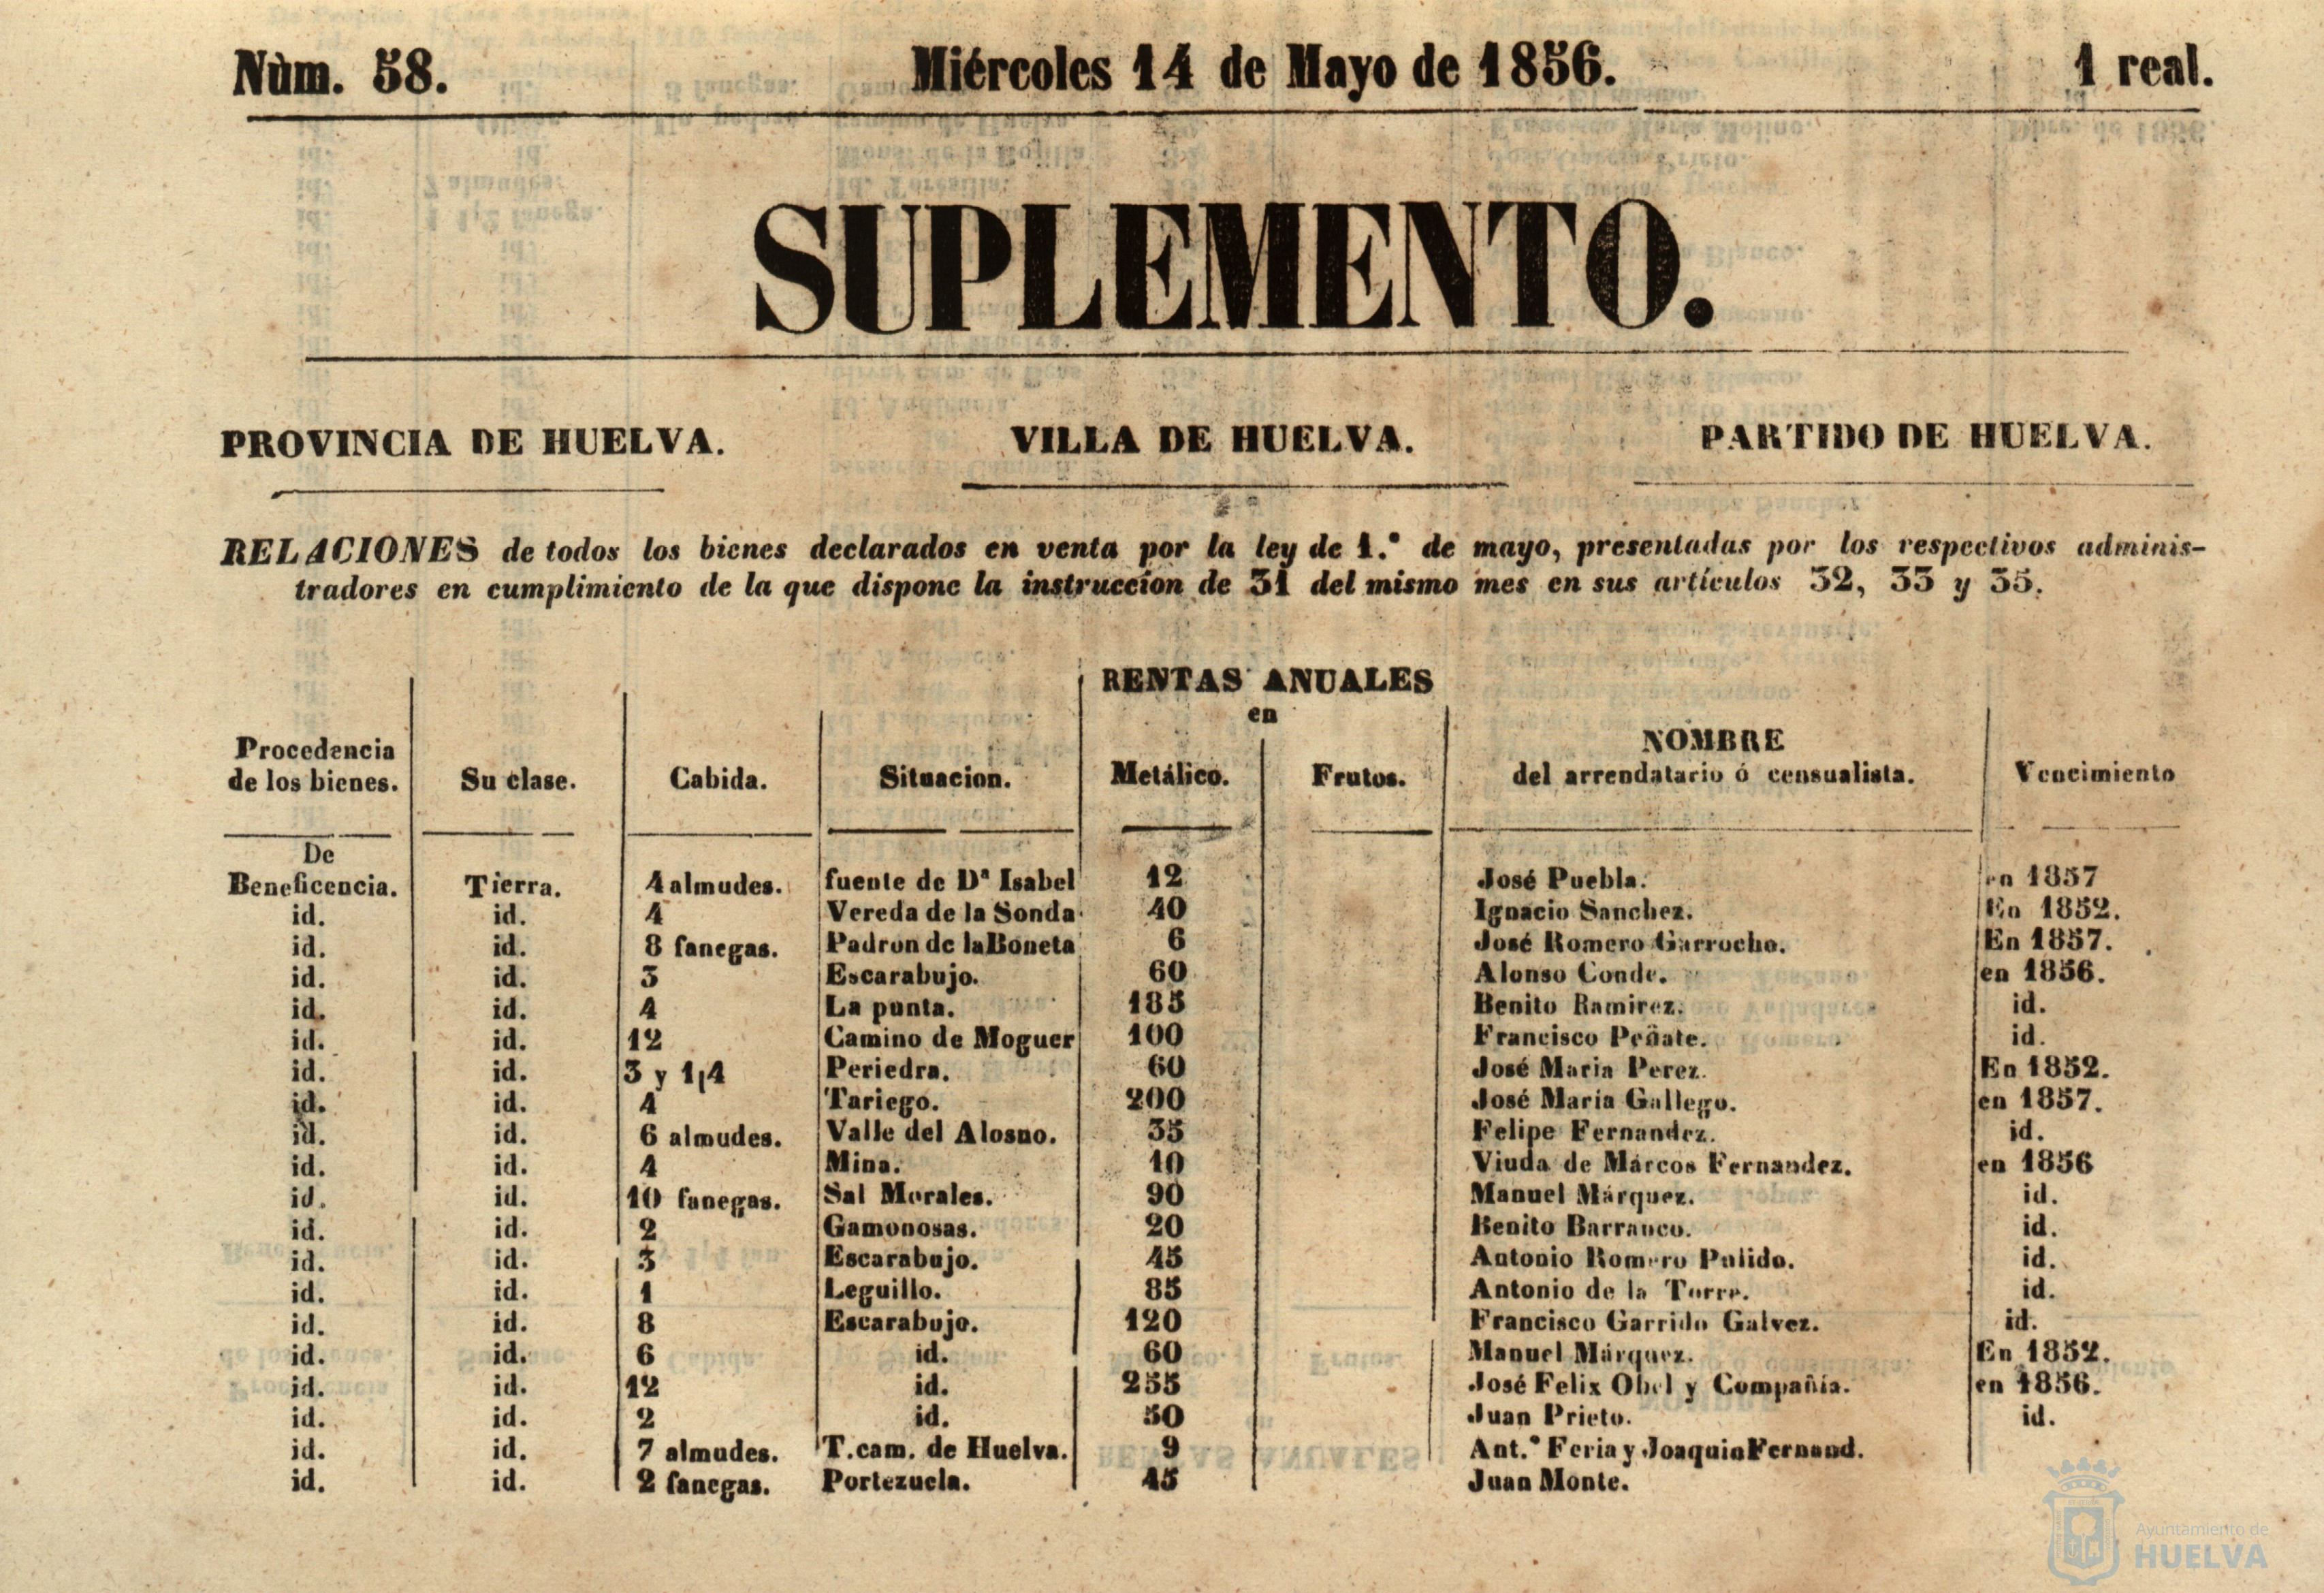 Nùm. 58. Miércoles 14 de Mayo de 1856. 1 real.
SUPLEMENTO.
PROVINCIA DE HUELVA. VILLA DE HUELVA. PARTIDO DE HUELVA.
RELACIONES de todos los bienes declarados en venta por la ley de 1.º de mayo, presentadas por los respectivos adminis-
tradores en cumplimiento de la que dispone la instruccion de 31 del mismo mes en sus artículos 32, 33 y 35.
RENTAS ANUALES
en
Procedencia
de los bienes. Su clase. Cabida. Situacion. Metálico. Frutos. NOMBRE
del arrendatario ó censualista. Vencimiento
De
Beneficencia. Tierra. 4 almudes. fuente de Dª Isabel 12 José Puebla. en 1857
id. id. 4 Vereda de la Sonda 40 Ignacio Sanchez. En 1852.
id. id. 8 fanegas. Padron de laBoneta 6 José Romero Garrocho. En 1857.
id. id. 3 Escarabujo. 60 Alonso Conde. en 1856.
id. id. 4 La punta. 185 Benito Ramirez. id.
id. id. 12 Camino de Moguer 100 Francisco Peñate. id.
id. id. 3 y 1¡4 Periedra. 60 José Maria Perez. En 1852.
id. id. 4 Tariego. 200 José María Gallego. en 1857.
id. id. 6 almudes. Valle del Alosno. 35 Felipe Fernandez. id.
id. id. 4 Mina. 10 Viuda de Márcos Fernandez. en 1856
id. id. 10 fanegas. Sal Morales. 90 Manuel Márquez. id.
id. id. 2 Gamonosas. 20 Benito Barranco. id.
id. id. 3 Escarabujo. 45 Antonio Romero Pulido. id.
id. id. 1 Leguillo. 85 Antonio de la Torre. id.
id. id. 8 Escarabujo. 120 Francisco Garrido Galvez. id.
id. id. 6 id. 60 Manuel Márquez. En 1852.
id. id. 12 id. 255 José Felix Obel y Compañía. en 1856.
id. id. 2 id. 50 Juan Prieto. id.
id. id. 7 almudes. T.cam. de Huelva. 9 Ant.º Feria y JoaquinFernand.
id. id. 2 fanegas. Portezuela. 45 Juan Monte.
Ayuntamiento de
HUELVA